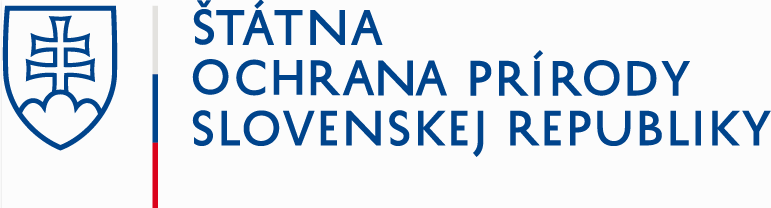 ŠTÁTNA
OCHRANA PRÍRODY
SLOVENSKEJ REPUBLIKY